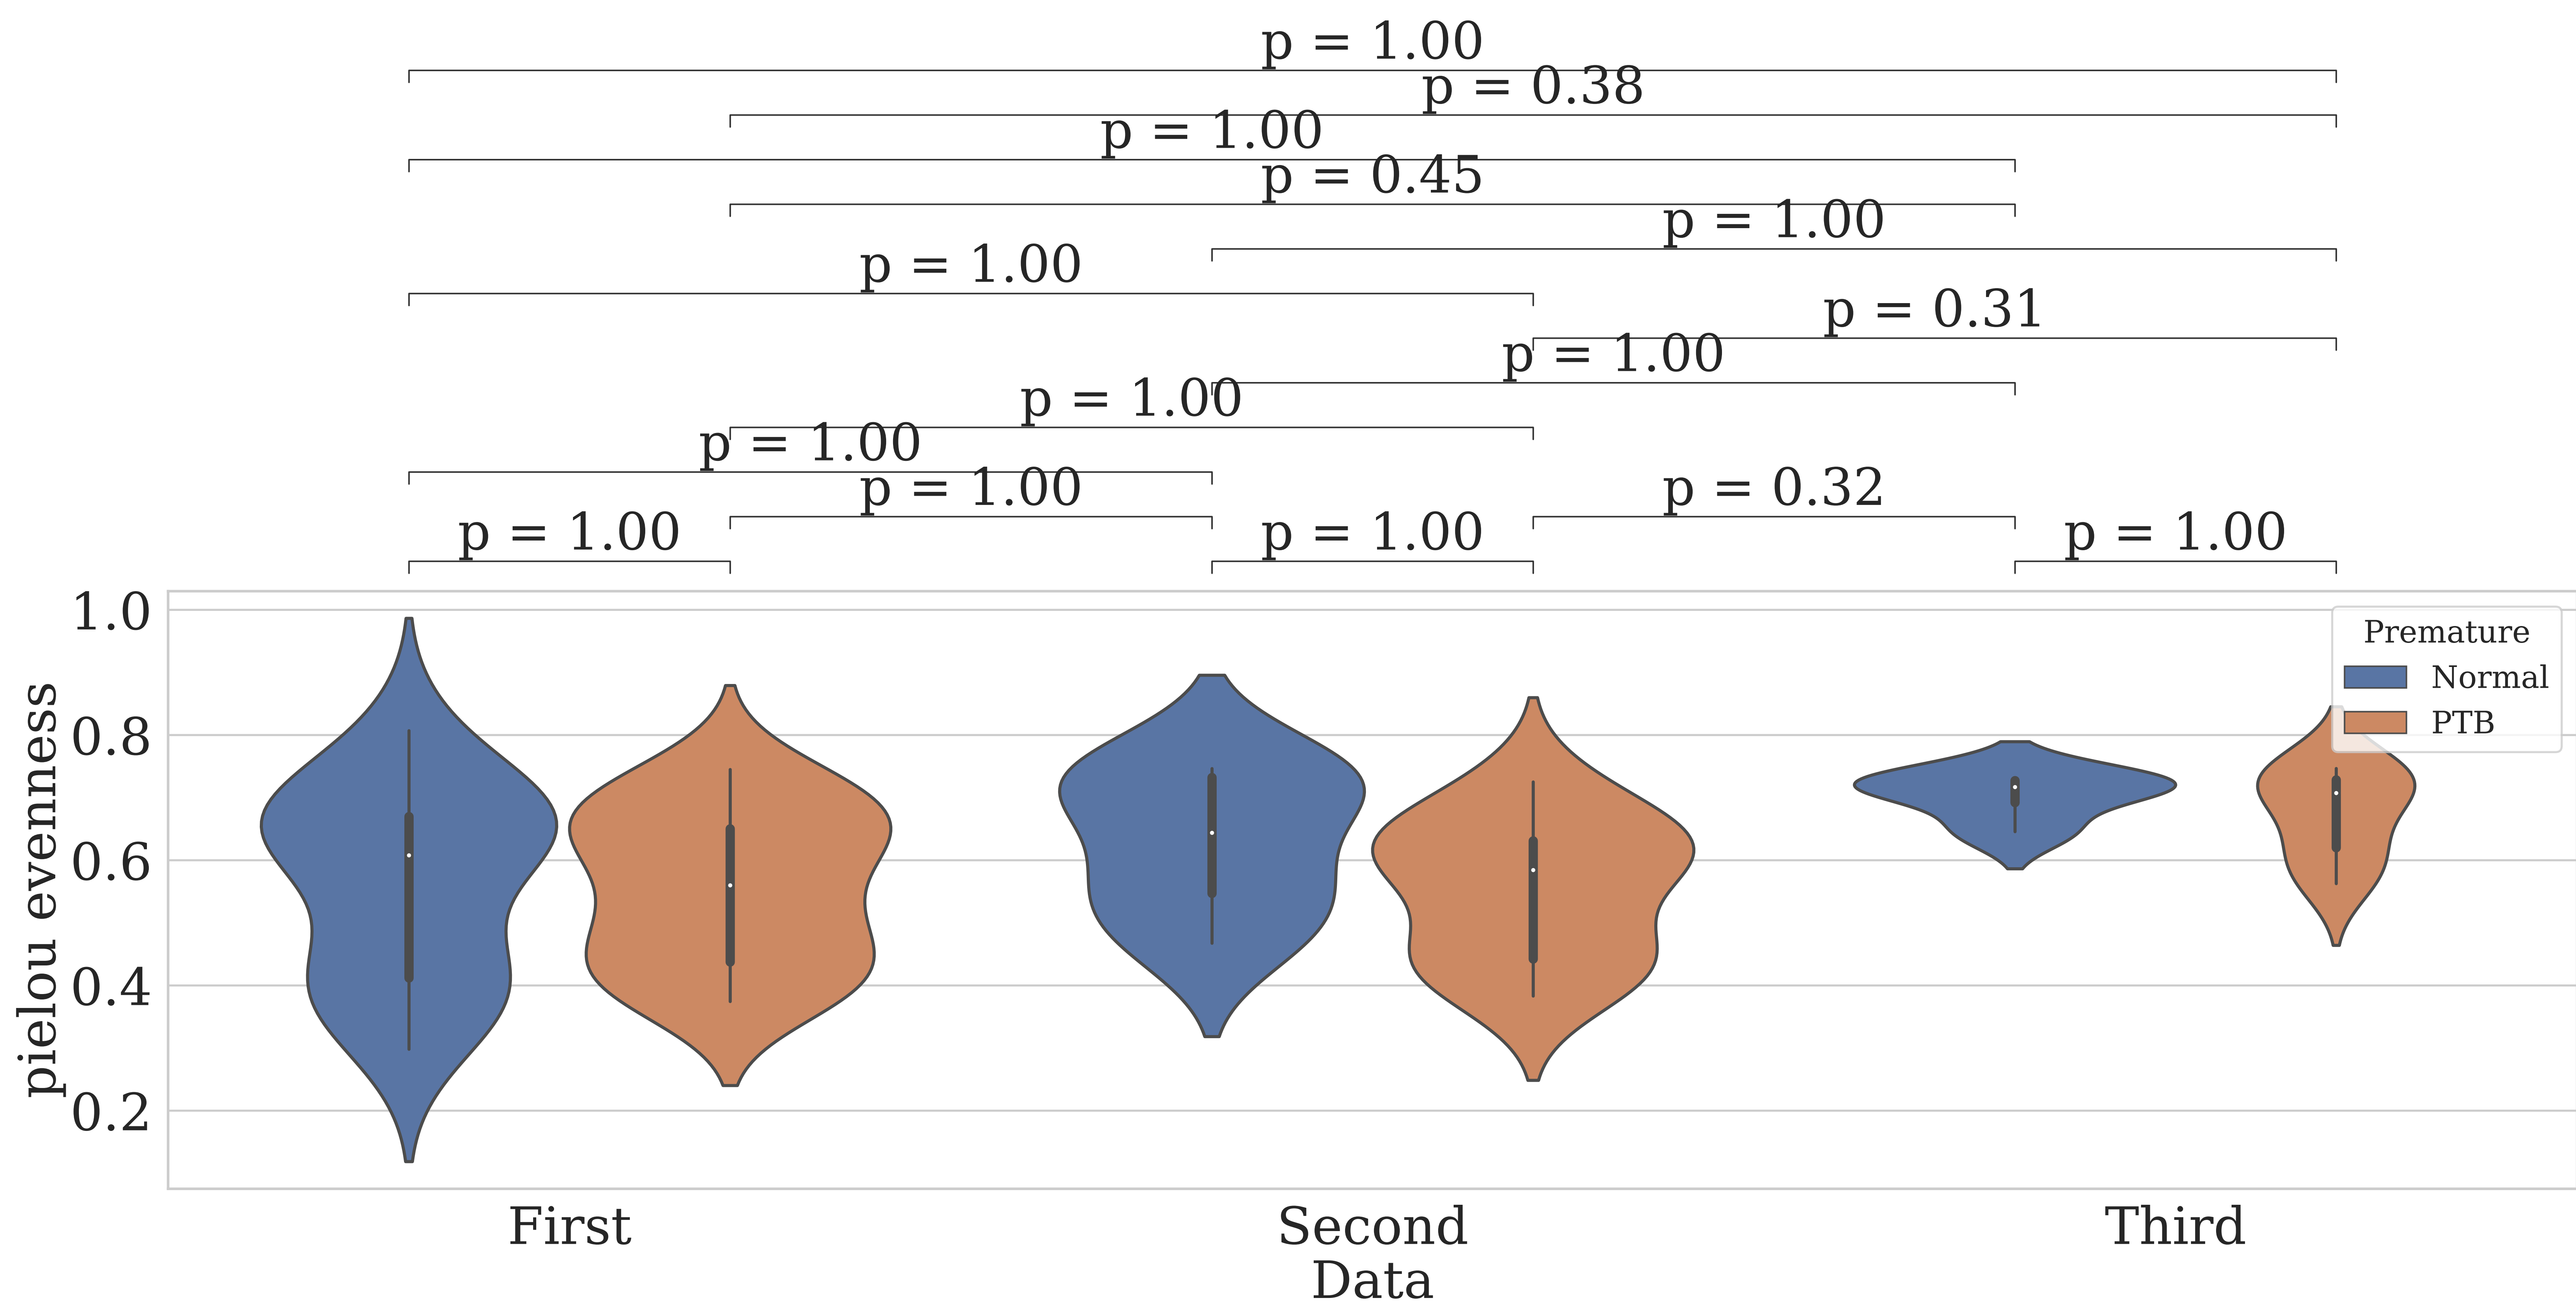 p = 1.00
p = 0.38
p = 1.00
p = 0.45
p = 1.00
p = 1.00
p = 0.31
p = 1.00
p = 1.00
p = 1.00
p = 1.00
p = 0.32
p = 1.00
p = 1.00
p = 1.00
pielou evenness
1.0
0.8
0.6
0.4
0.2
Premature
Normal
PTB
First
Second
Third
Data